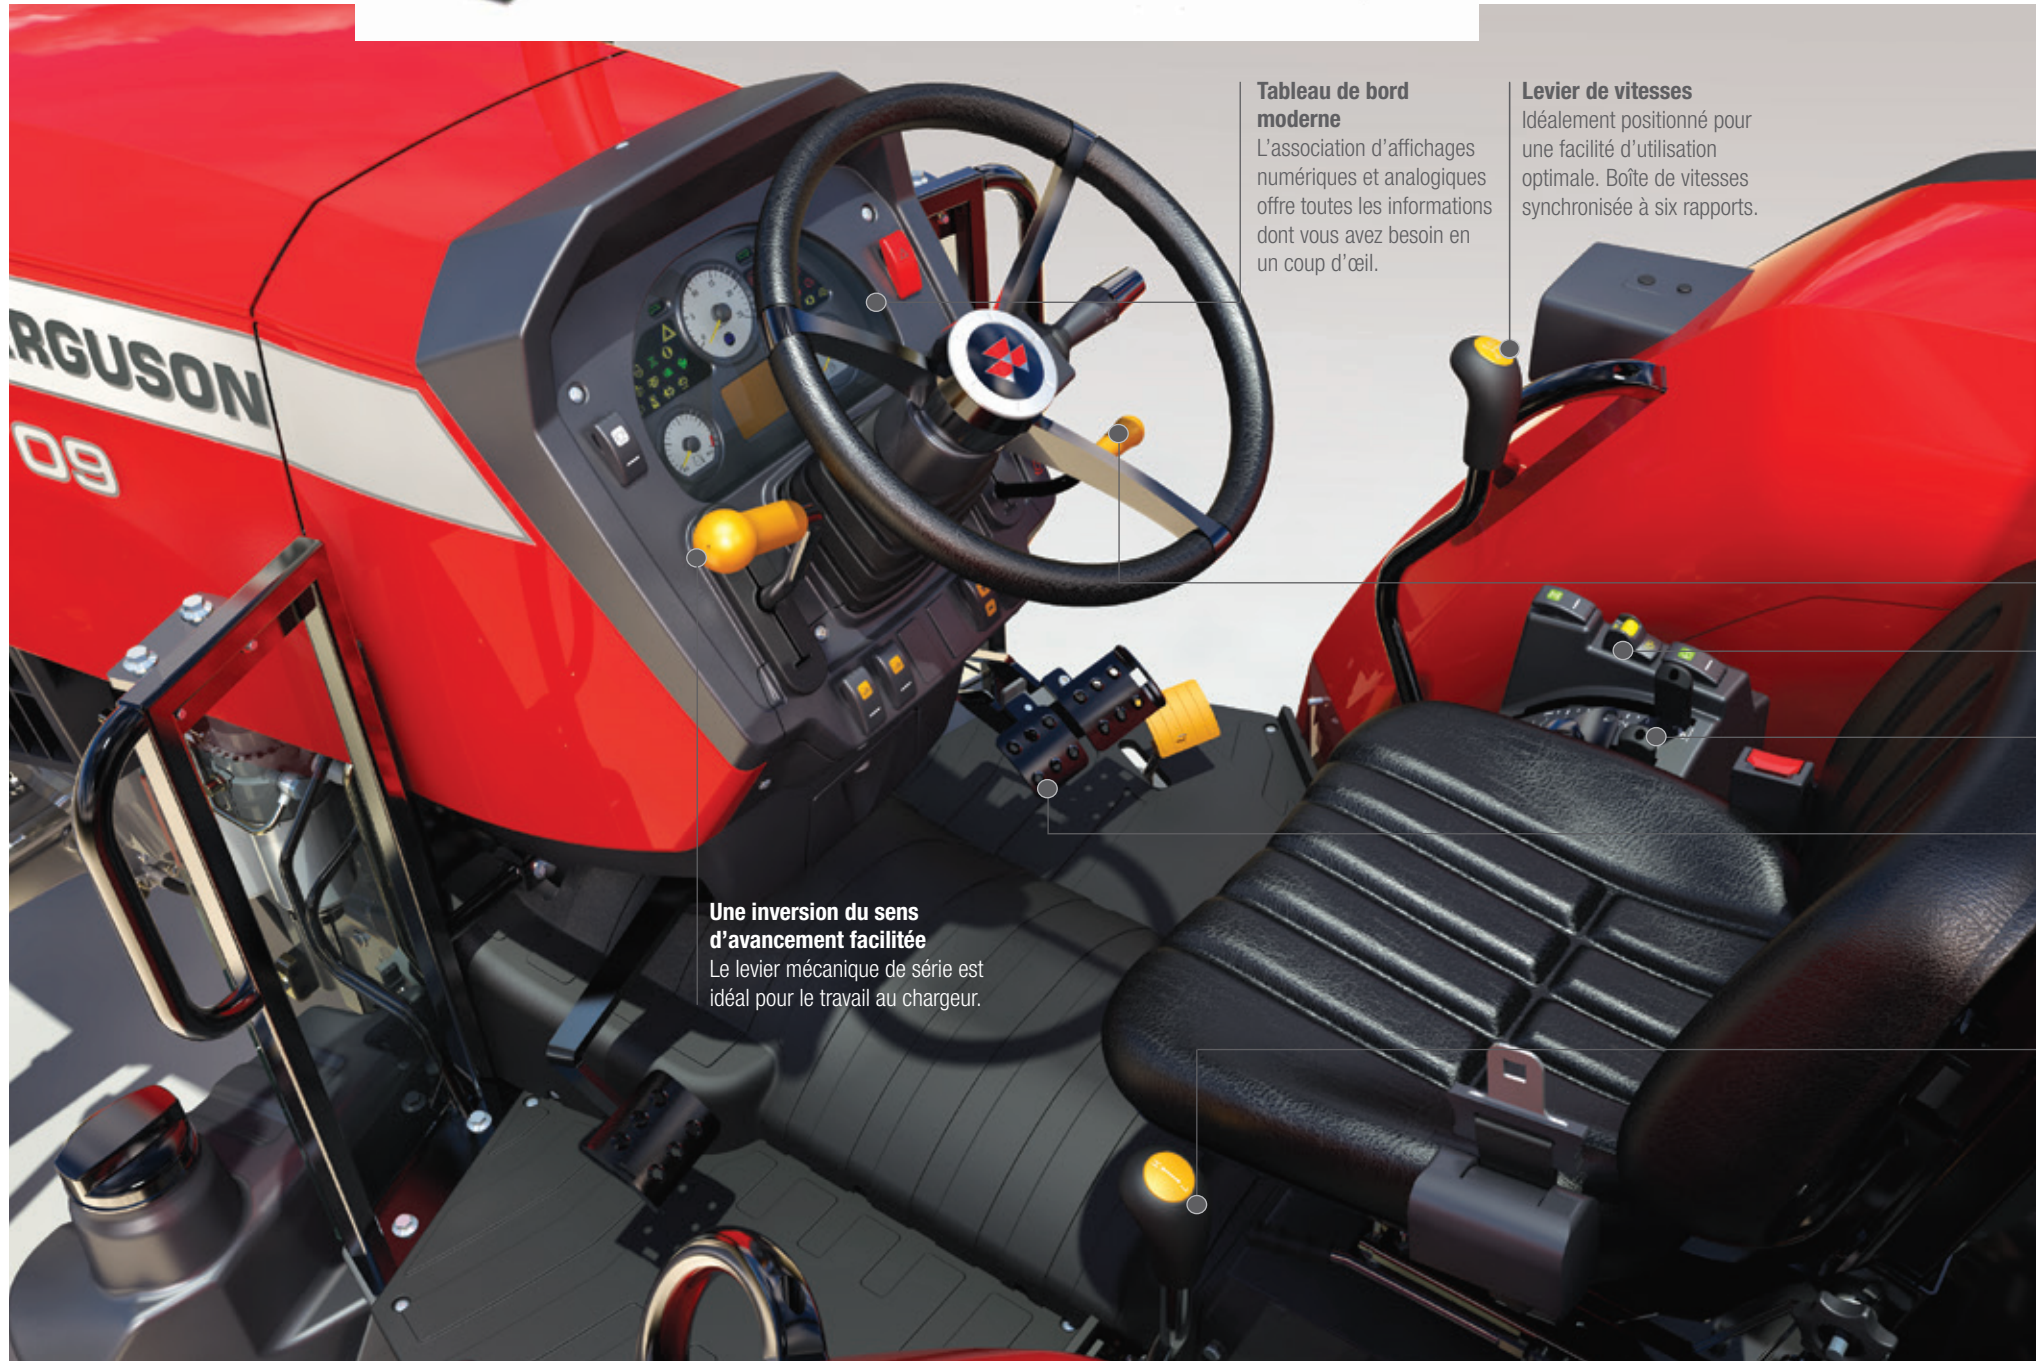 Tableau de bord
moderne
L'association d'affichages
numériques et analogiques
offre toutes les informations
dont vous avez besoin en
un coup d'œil.
Levier de vitesses
Idéalement positionné pour
une facilité d'utilisation
optimale. Boîte de vitesses
synchronisée à six rapports.
RGUSON
09
Une inversion du sens
d'avancement facilitée
Le levier mécanique de série est
idéal pour le travail au chargeur.